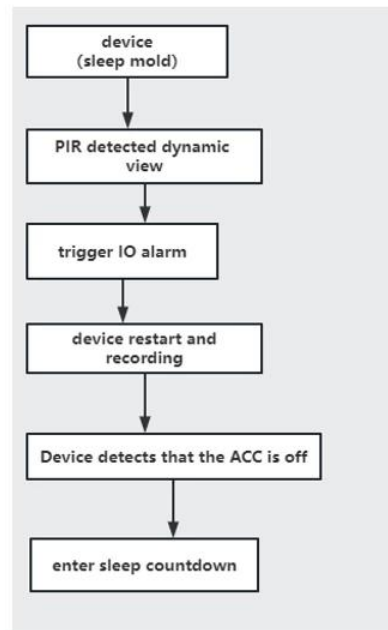 device
(sleep mold)
PIR detected dynamic
view
trigger IO alarm
device restart and
recording
Device detects that the ACC is off
enter sleep countdown